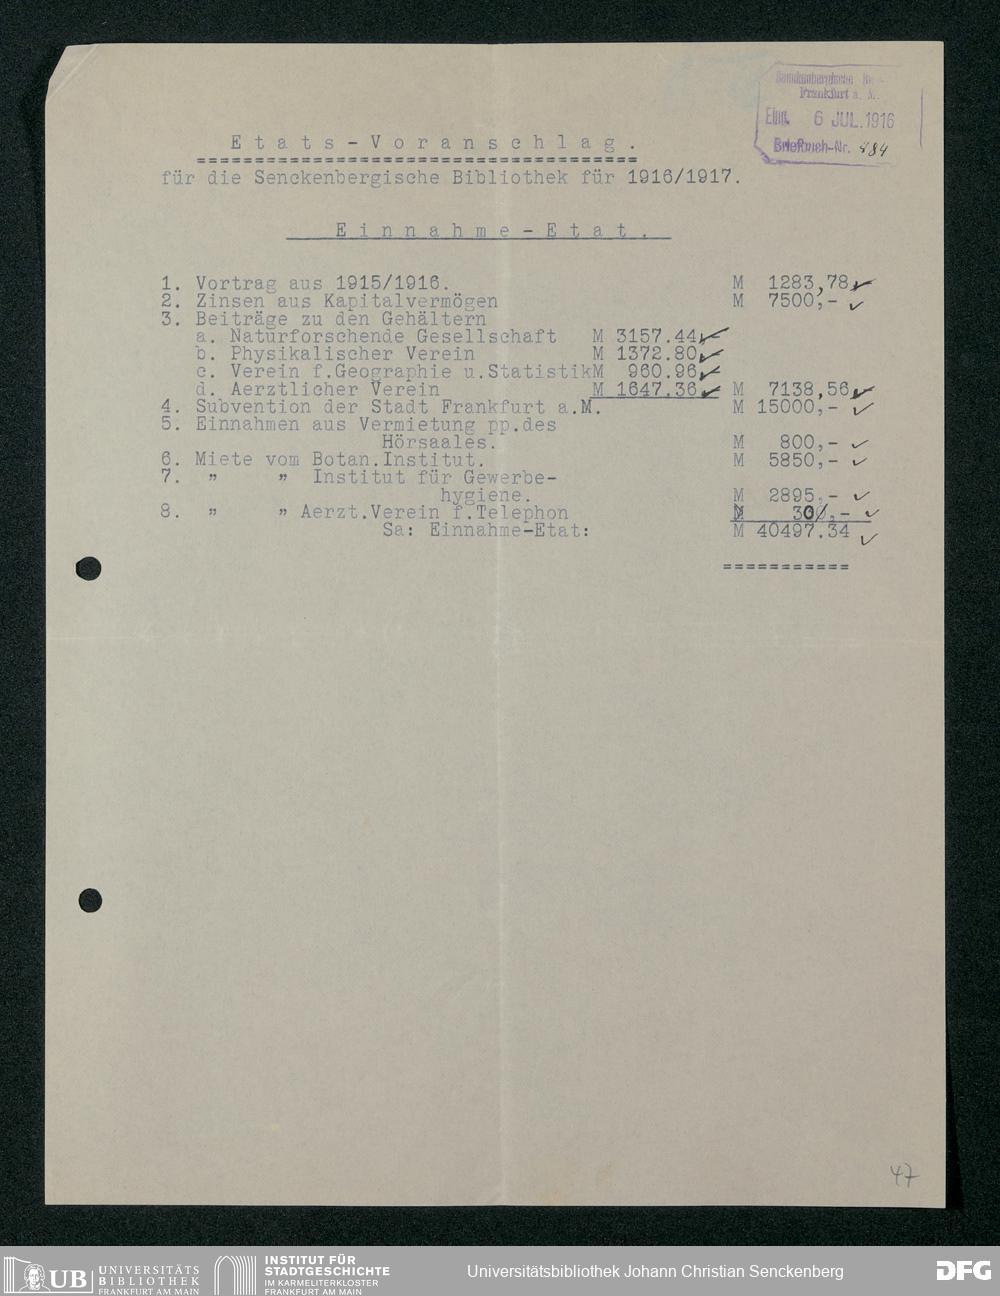 Senckenbergische
Frankfurt a. M.
Eing. 6 JUL. 1916
Briefbuch-Nr. 484
Etats-Voranschlag.
=====================================
für die Senckenbergische Bibliothek für 1916/1917.
Einnahme-Etat.
1. Vortrag aus 1915/1916. M 1283,78
2. Zinsen aus Kapitalvermögen M 7500,-
3. Beiträge zu den Gehältern
a. Naturforschende Gesellschaft M 3157.44
b. Physikalischer Verein M 1372.80
c. Verein f.Geographie u.Statistik M 960.96
d. Aerztlicher Verein M 1647.36 M 7138,56
4. Subvention der Stadt Frankfurt a.M. M 15000,-
5. Einnahmen aus Vermietung pp.des
Hörsaales. M 800,-
6. Miete vom Botan.Institut. M 5850,-
7. " " Institut für Gewerbe-
hygiene. M 2895,-
8. " " Aerzt.Verein f.Telephon M 30,-
Sa: Einnahme-Etat: M 40497.34
===========
47
UB UNIVERSITÄTS
BIBLIOTHEK
FRANKFURT AM MAIN
INSTITUT FÜR
STADTGESCHICHTE
IM KARMELITERKLOSTER
FRANKFURT AM MAIN
Universitätsbibliothek Johann Christian Senckenberg
DFG